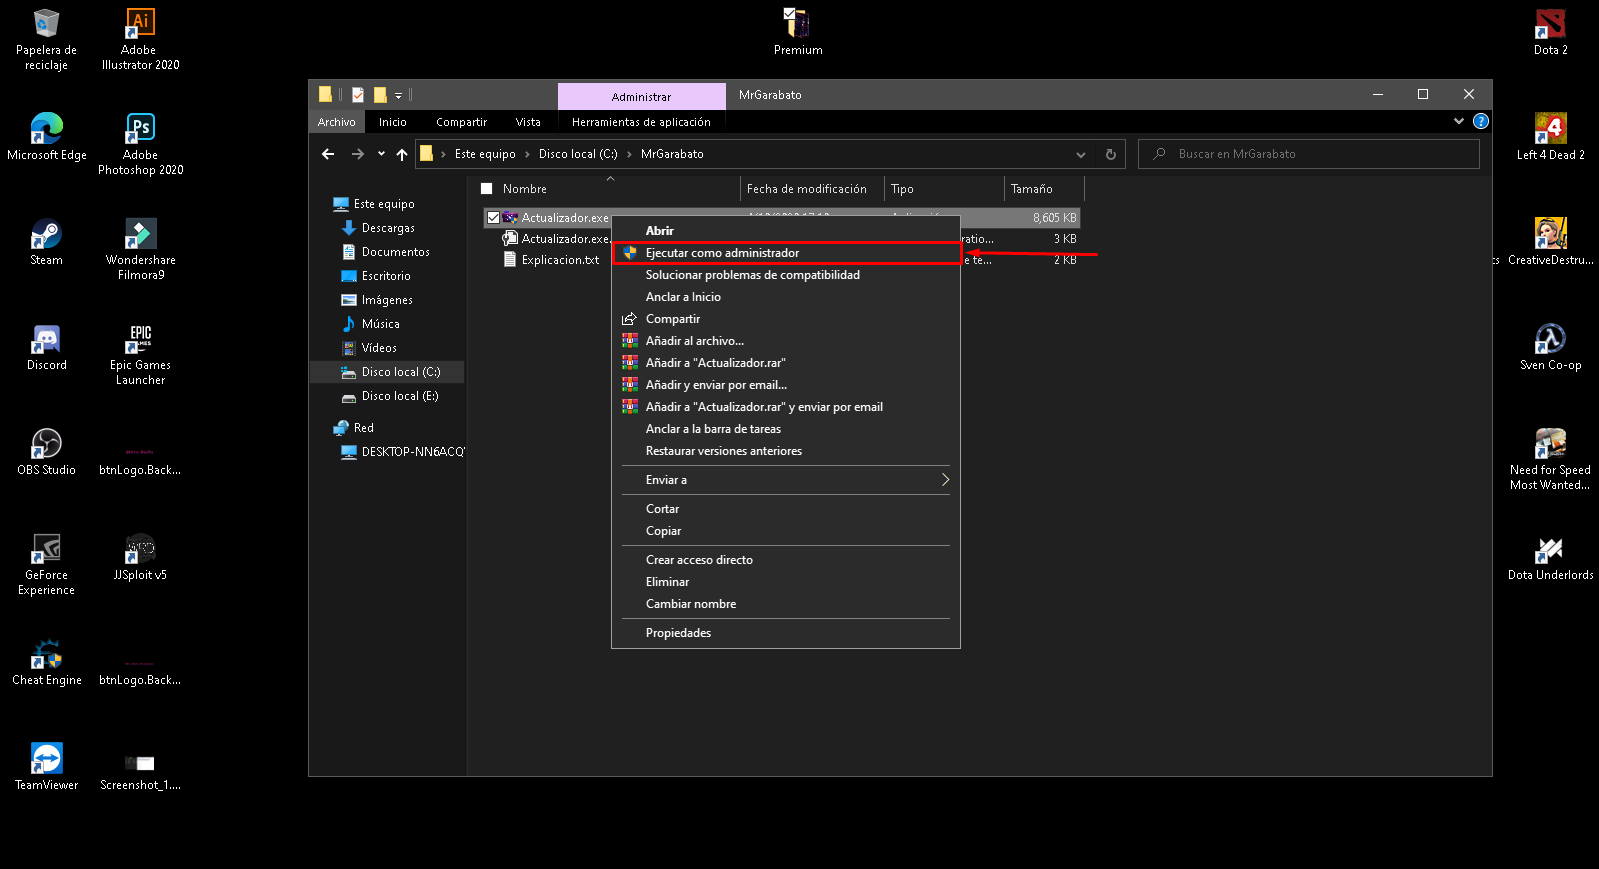 Papelera de
reciclaje
Adobe
Illustrator 2020
Premium
Dota 2
Microsoft Edge
Adobe
Photoshop 2020
Left 4 Dead 2
Steam
Wondershare
Filmora9
CreativeDestru...
Discord
Epic Games
Launcher
Sven Co-op
OBS Studio
btnLogo.Back...
Need for Speed
Most Wanted...
GeForce
Experience
JJSploit v5
Dota Underlords
Cheat Engine
btnLogo.Back...
TeamViewer
Screenshot_1....
Administrar
MrGarabato
Archivo
Inicio
Compartir
Vista
Herramientas de aplicación
Este equipo > Disco local (C:) > MrGarabato
Buscar en MrGarabato
Este equipo
Descargas
Documentos
Escritorio
Imágenes
Música
Vídeos
Disco local (C:)
Disco local (E:)
Red
DESKTOP-NN6ACQ
Nombre
Fecha de modificación
Tipo
Tamaño
Actualizador.exe
8,605 KB
Actualizador.exe.
ratio...
3 KB
Explicacion.txt
e te...
2 KB
Abrir
Ejecutar como administrador
Solucionar problemas de compatibilidad
Anclar a Inicio
Compartir
Añadir al archivo...
Añadir a "Actualizador.rar"
Añadir y enviar por email...
Añadir a "Actualizador.rar" y enviar por email
Anclar a la barra de tareas
Restaurar versiones anteriores
Enviar a
Cortar
Copiar
Crear acceso directo
Eliminar
Cambiar nombre
Propiedades